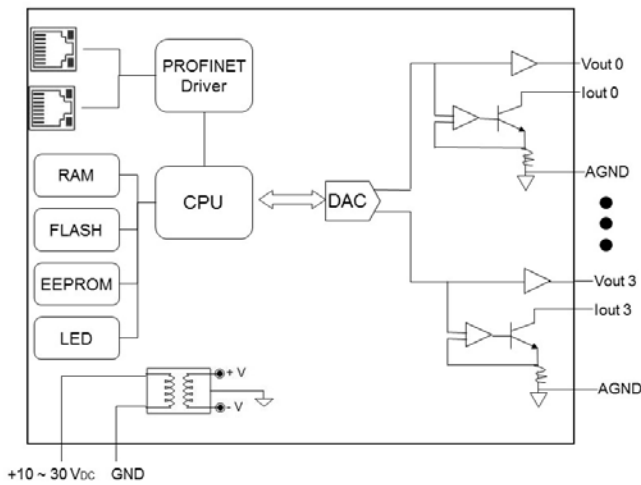 PROFINET
Driver
RAM
FLASH
EEPROM
LED
CPU
DAC
Vout 0
Iout 0
AGND
Vout 3
Iout 3
AGND
+ V
- V
+10 ~ 30 VDC GND